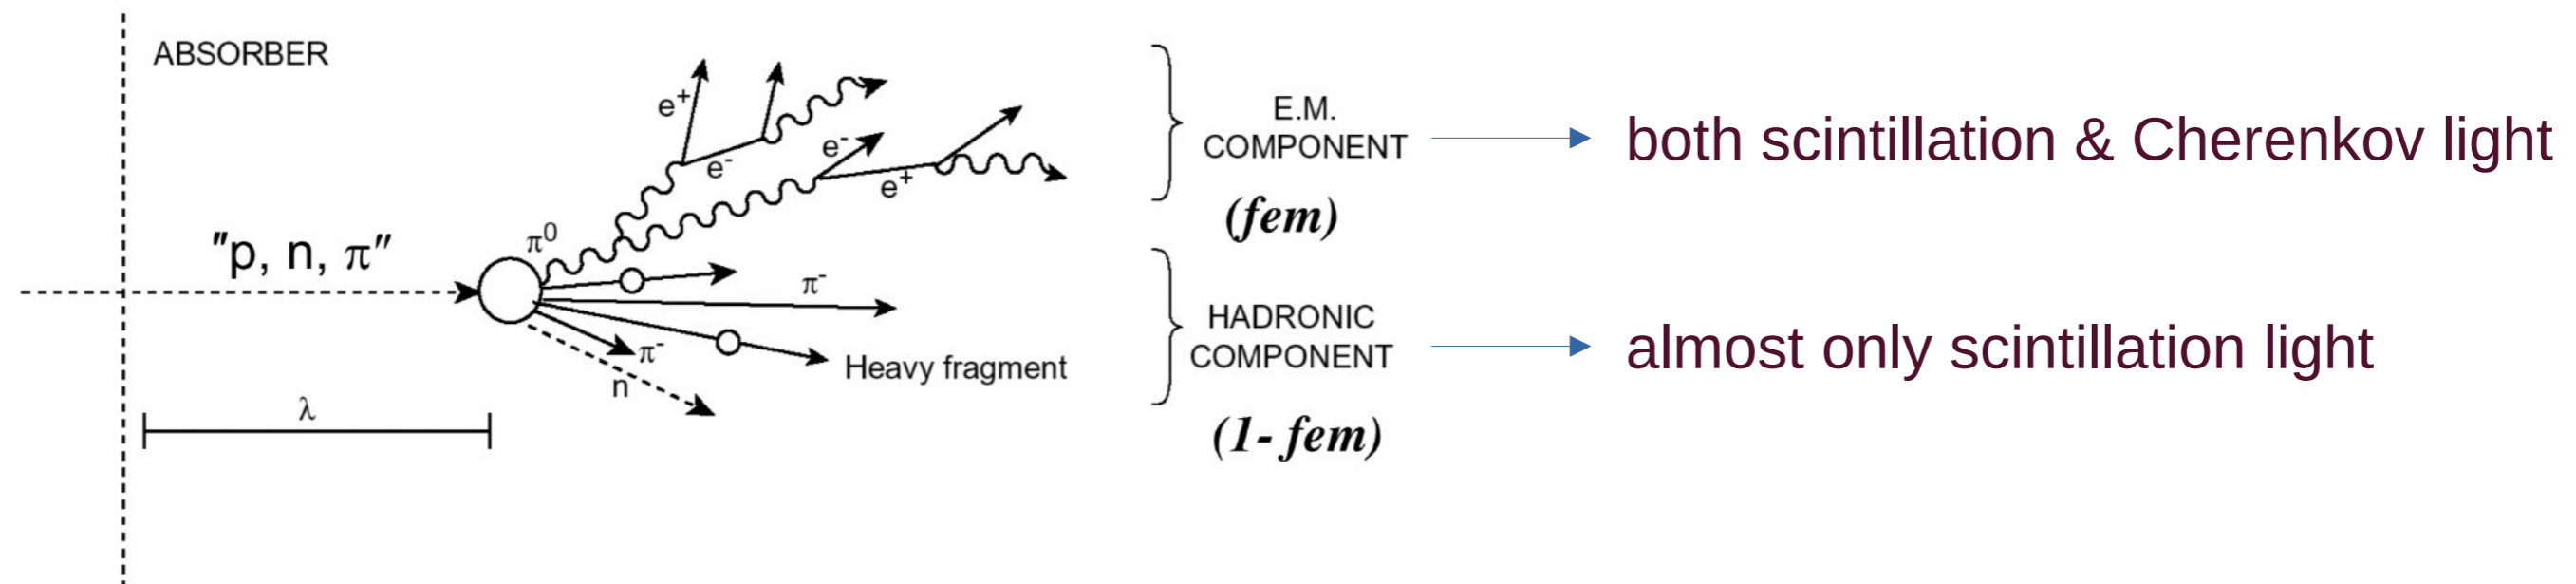 ABSORBER
e⁺
e⁻
e⁻
e⁺
E.M.
COMPONENT
(fem)
both scintillation & Cherenkov light
"p, n, π"
π⁰
π⁻
π⁻
n
Heavy fragment
HADRONIC
COMPONENT
(1- fem)
almost only scintillation light
λ